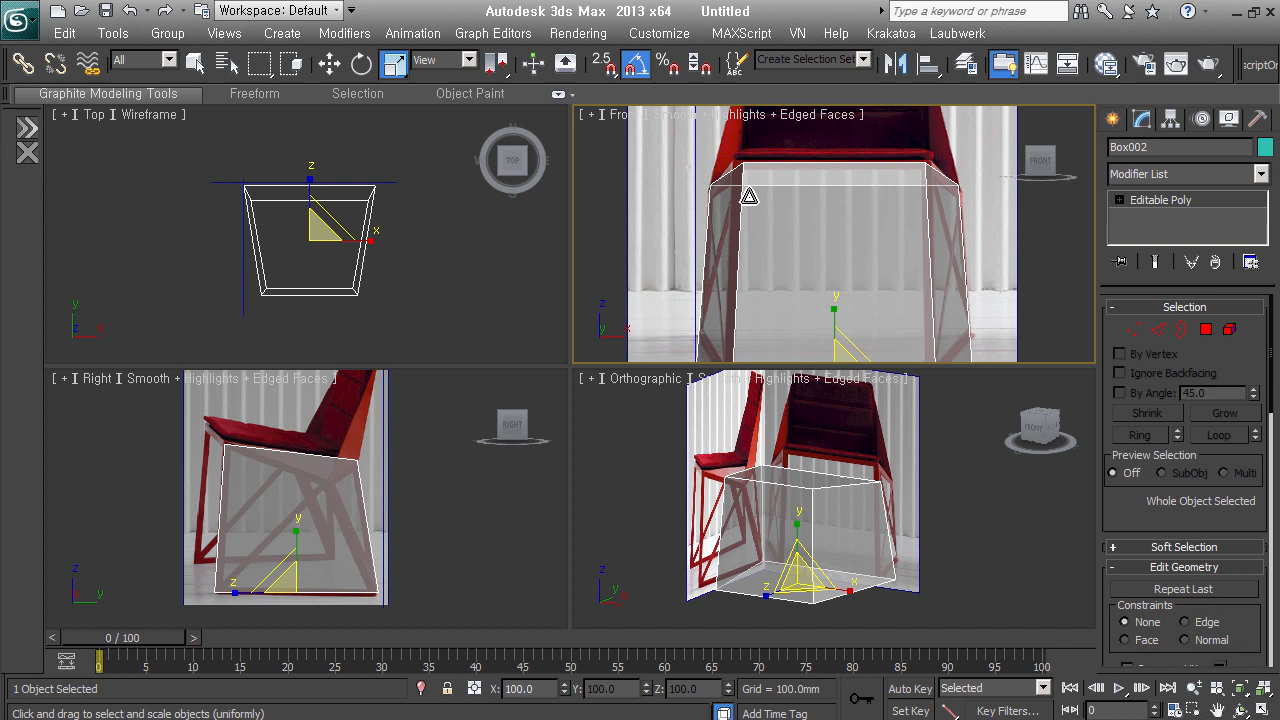 Workspace: Default
Autodesk 3ds Max 2013 x64 Untitled
Type a keyword or phrase
Edit Tools Group Views Create Modifiers Animation Graph Editors Rendering Customize MAXScript VN Help Krakatoa Laubwerk
All
View
2.5
Create Selection Set
scriptOr
Graphite Modeling Tools Freeform Selection Object Paint
[ + ] Top ] Wireframe ]
TOP
N
S
z
x
y
z
[ + ] Front ] Smooth + Highlights + Edged Faces ]
FRONT
y
z
y
[ + ] Right ] Smooth + Highlights + Edged Faces ]
RIGHT
y
z
z
y
[ + ] Orthographic ] Smooth + Highlights + Edged Faces ]
FRONT
y
z
x
z
y
Box002
Modifier List
Editable Poly
Selection
By Vertex
Ignore Backfacing
By Angle: 45.0
Shrink Grow
Ring Loop
Preview Selection
Off SubObj Multi
Whole Object Selected
Soft Selection
Edit Geometry
Repeat Last
Constraints
None Edge
Face Normal
< 0 / 100 >
0 5 10 15 20 25 30 35 40 45 50 55 60 65 70 75 80 85 90 95 100
1 Object Selected
X: 100.0 Y: 100.0 Z: 100.0
Grid = 100.0mm
Auto Key
Selected
Click and drag to select and scale objects (uniformly)
Add Time Tag
Set Key
Key Filters...
0